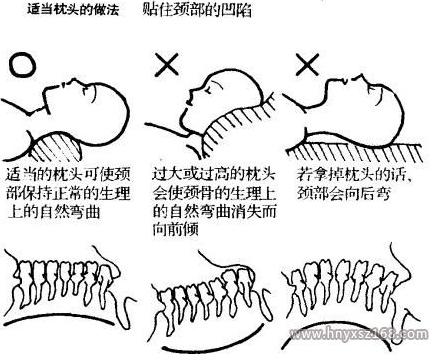 适当枕头的做法 贴住颈部的凹陷
适当的枕头可使颈
部保持正常的生理
上的自然弯曲
过大或过高的枕头
会使颈骨的生理上
的自然弯曲消失而
向前倾
若拿掉枕头的话、
颈部会向后弯
www.hnyxsz168.com